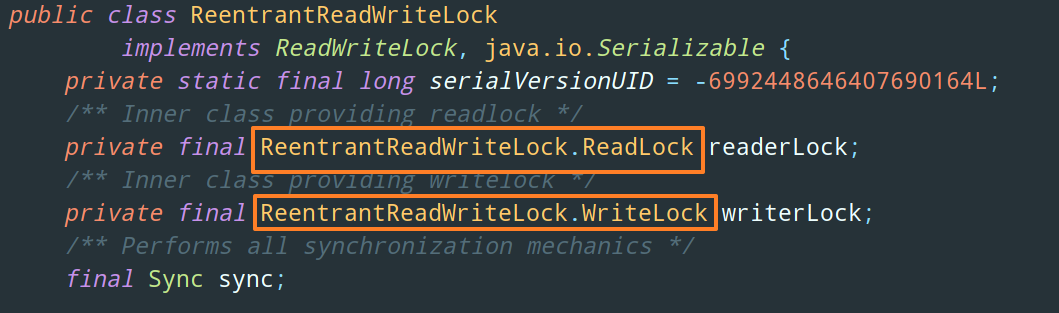 public class ReentrantReadWriteLock
implements ReadWriteLock, java.io.Serializable {
private static final long serialVersionUID = -6992448646407690164L;
/** Inner class providing readlock */
private final ReentrantReadWriteLock.ReadLock readerLock;
/** Inner class providing writelock */
private final ReentrantReadWriteLock.WriteLock writerLock;
/** Performs all synchronization mechanics */
final Sync sync;